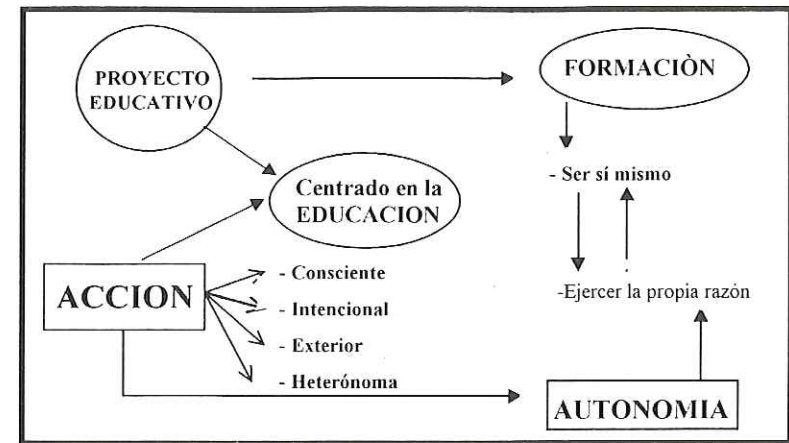 PROYECTO
EDUCATIVO
FORMACIÒN
Centrado en la
EDUCACION
- Ser sí mismo
ACCION
- Consciente
- Intencional
- Exterior
- Heterónoma
-Ejercer la propia razón
AUTONOMIA